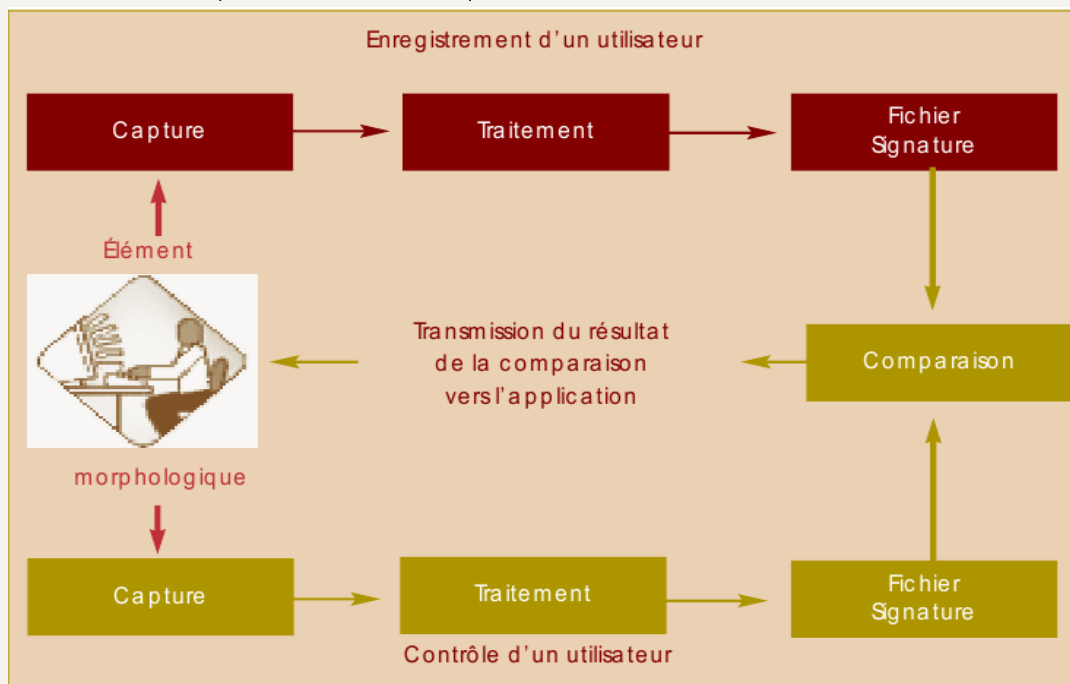 Enregistrement d'un utilisateur
Capture
Traitement
Fichier
Signature
Élément
Transmission du résultat
de la comparaison
vers l'application
Comparaison
morphologique
Capture
Traitement
Fichier
Signature
Contrôle d'un utilisateur